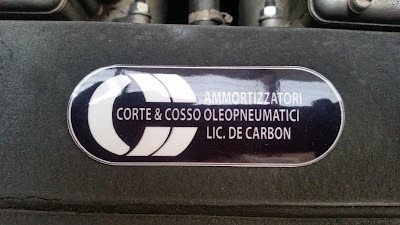 AMMORTIZZATORI
CORTE & COSSO OLEOPNEUMATICI
LIC. DE CARBON